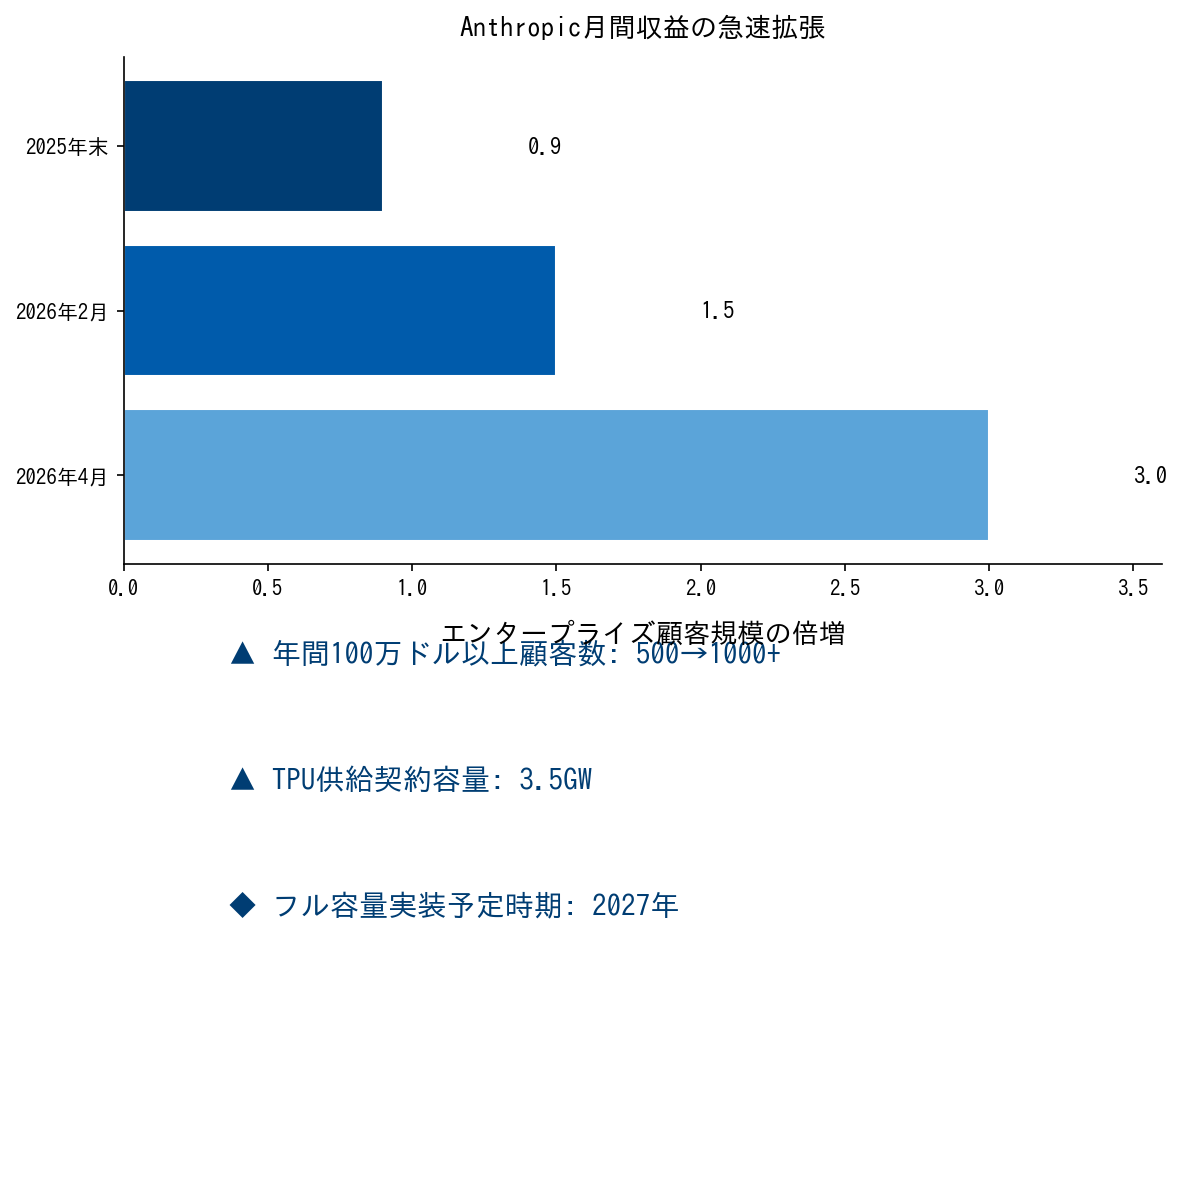 Anthropic月間収益の急速拡張
2025年末
0.9
2026年2月
1.5
2026年4月
3.0
0.0 0.5 1.0 1.5 2.0 2.5 3.0 3.5
エンタープライズ顧客規模の倍増
▲ 年間100万ドル以上顧客数: 500→1000+
▲ TPU供給契約容量: 3.5GW
◆ フル容量実装予定時期: 2027年